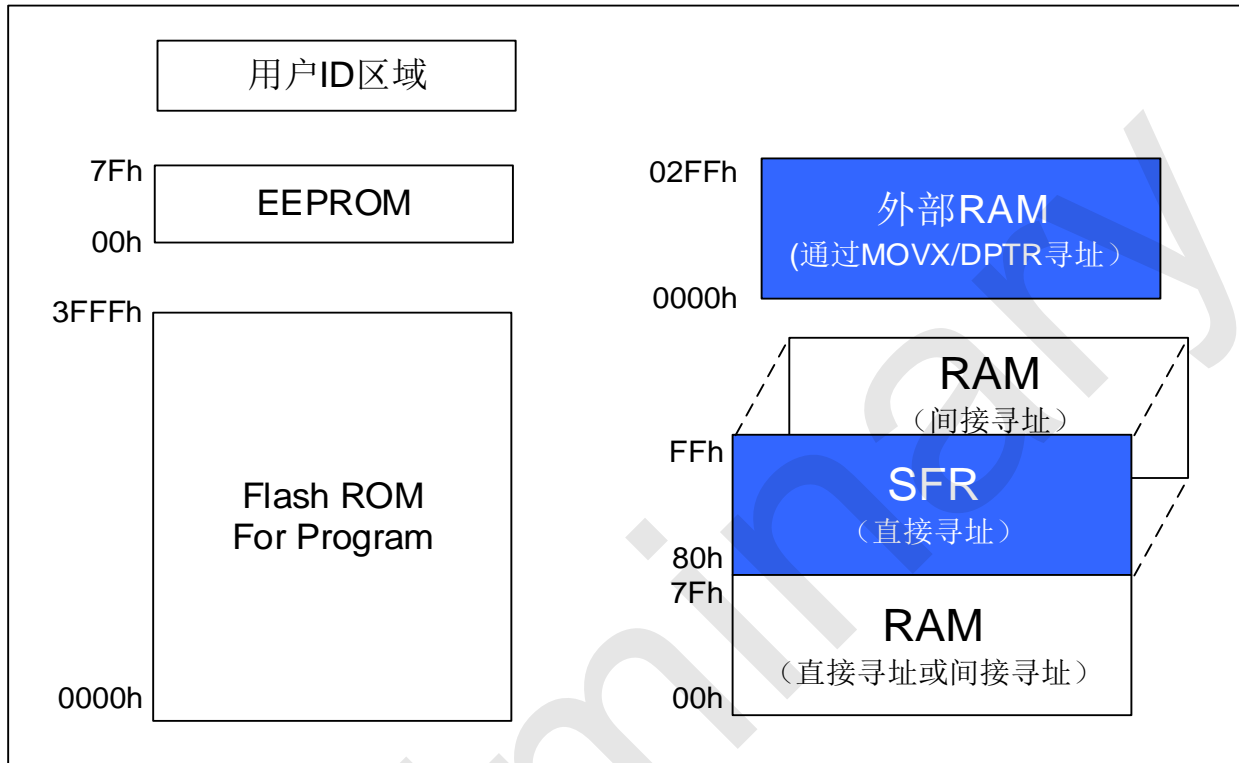 用户ID区域
7Fh
EEPROM
00h
3FFFh
Flash ROM
For Program
0000h
02FFh
外部RAM
(通过MOVX/DPTR寻址）
0000h
RAM
（间接寻址）
FFh
SFR
（直接寻址）
80h
7Fh
RAM
（直接寻址或间接寻址）
00h
minary